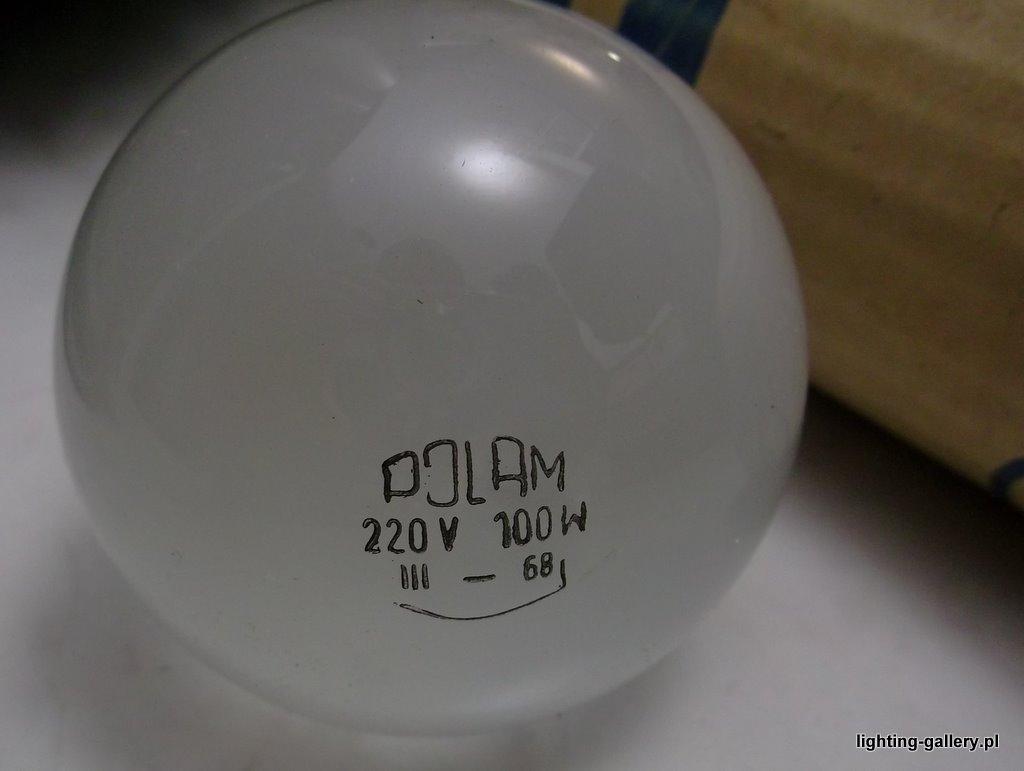 POLAM
220V 100W
III - 68
lighting-gallery.pl